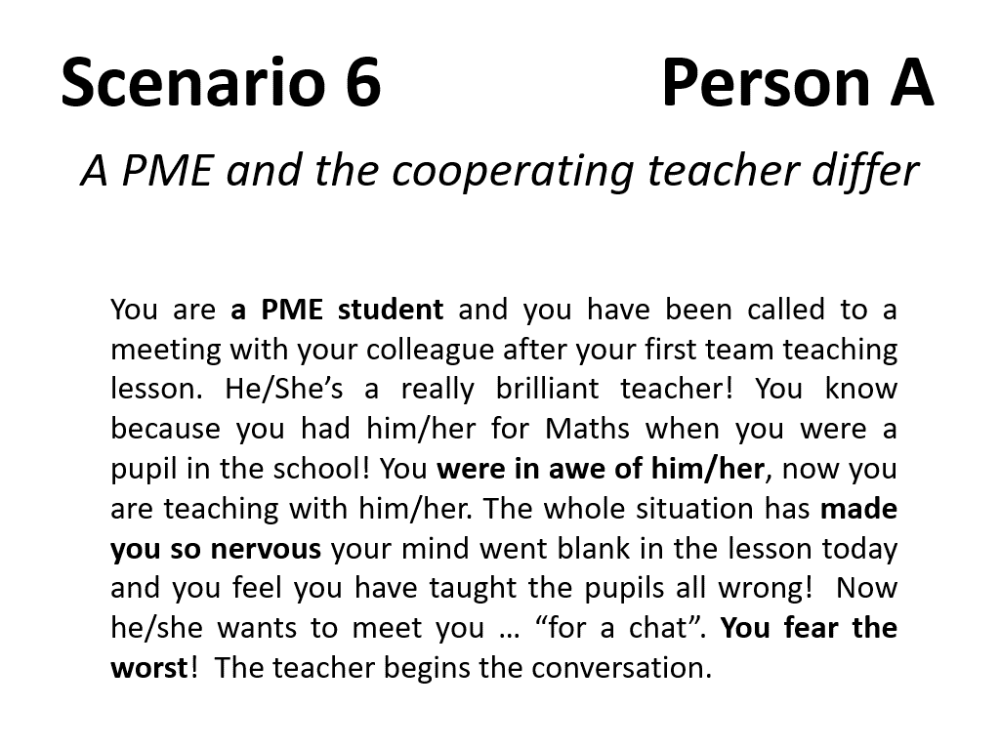 Scenario 6 Person A
A PME and the cooperating teacher differ
You are a PME student and you have been called to a
meeting with your colleague after your first team teaching
lesson. He/She’s a really brilliant teacher! You know
because you had him/her for Maths when you were a
pupil in the school! You were in awe of him/her, now you
are teaching with him/her. The whole situation has made
you so nervous your mind went blank in the lesson today
and you feel you have taught the pupils all wrong!  Now
he/she wants to meet you … “for a chat”. You fear the
worst!  The teacher begins the conversation.